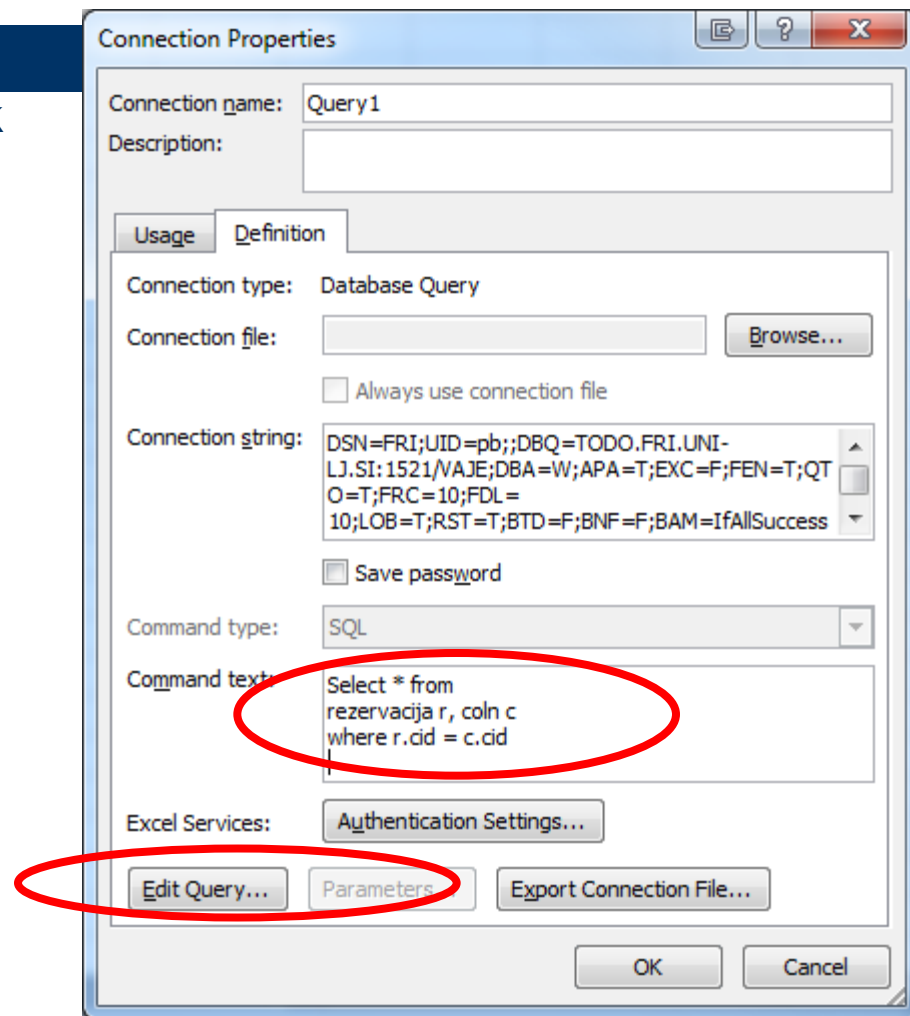 Connection Properties
Connection name: Query1
Description:
Usage Definition
Connection type: Database Query
Connection file: Browse...
Always use connection file
Connection string: DSN=FRI;UID=pb;;DBQ=TODO.FRI.UNI-
LJ.SI:1521/VAJE;DBA=W;APA=T;EXC=F;FEN=T;QT
O=T;FRC=10;FDL=
10;LOB=T;RST=T;BTD=F;BNF=F;BAM=IfAllSuccess
Save password
Command type: SQL
Command text: Select * from
rezervacija r, coln c
where r.cid = c.cid
Excel Services: Authentication Settings...
Edit Query... Parameters... Export Connection File...
OK Cancel